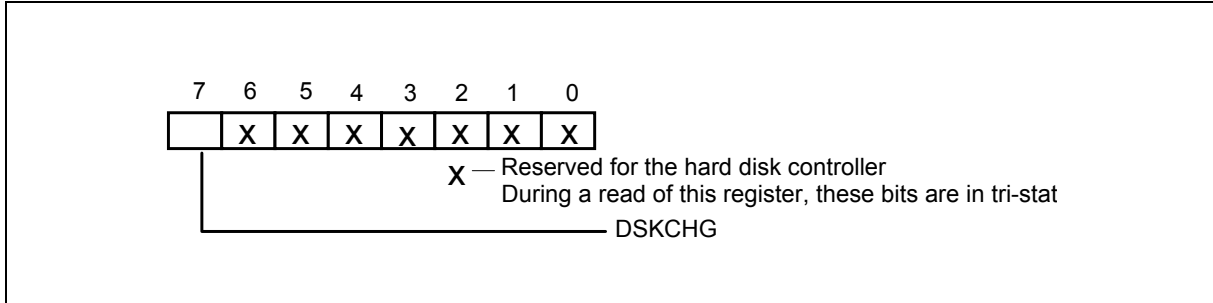 7 6 5 4 3 2 1 0
X X X X X X X
X Reserved for the hard disk controller
During a read of this register, these bits are in tri-stat
DSKCHG